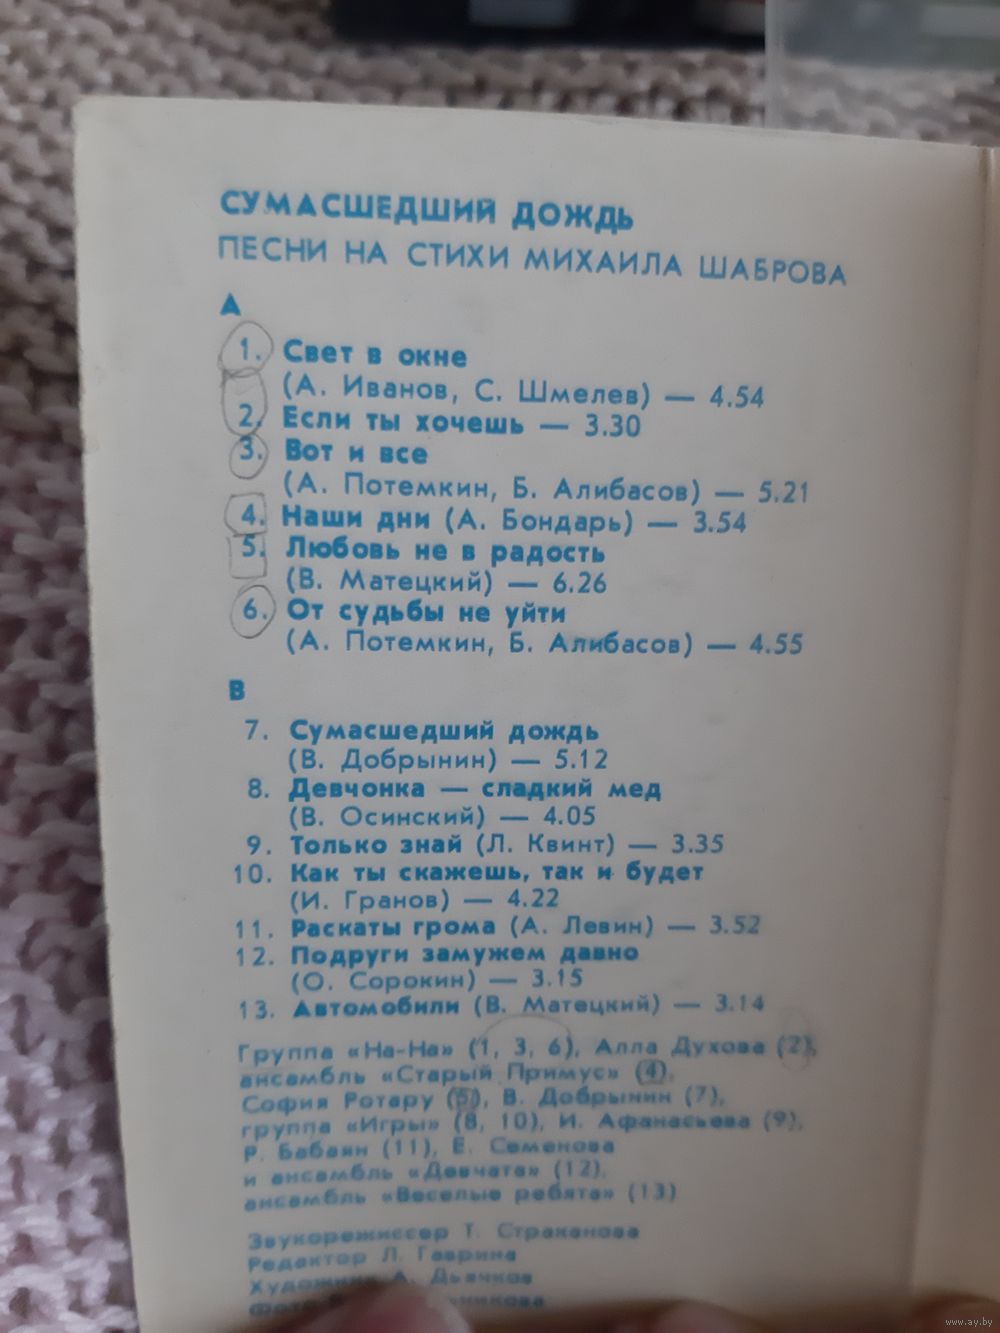 СУМАСШЕДШИЙ ДОЖДЬ
ПЕСНИ НА СТИХИ МИХАИЛА ШАБРОВА
А
1. Свет в окне
(А. Иванов, С. Шмелев) — 4.54
2. Если ты хочешь — 3.30
3. Вот и все
(А. Потемкин, Б. Алибасов) — 5.21
4. Наши дни (А. Бондарь) — 3.54
5. Любовь не в радость
(В. Матецкий) — 6.26
6. От судьбы не уйти
(А. Потемкин, Б. Алибасов) — 4.55
В
7. Сумасшедший дождь
(В. Добрынин) — 5.12
8. Девчонка — сладкий мед
(В. Осинский) — 4.05
9. Только знай (Л. Квинт) — 3.35
10. Как ты скажешь, так и будет
(И. Гранов) — 4.22
11. Раскаты грома (А. Левин) — 3.52
12. Подруги замужем давно
(О. Сорокин) — 3.15
13. Автомобили (В. Матецкий) — 3.14
Группа «На-На» (1, 3, 6), Алла Духова (2),
ансамбль «Старый Примус» (4),
София Ротару (5), В. Добрынин (7),
группа «Игры» (8, 10), И. Афанасьева (9),
Р. Бабаян (11), Е. Семенова
и ансамбль «Девчата» (12),
ансамбль «Веселые ребята» (13)
Звукорежиссер Т. Страканова
Редактор Л. Гаврина
А. Дьячков
www.ay.by